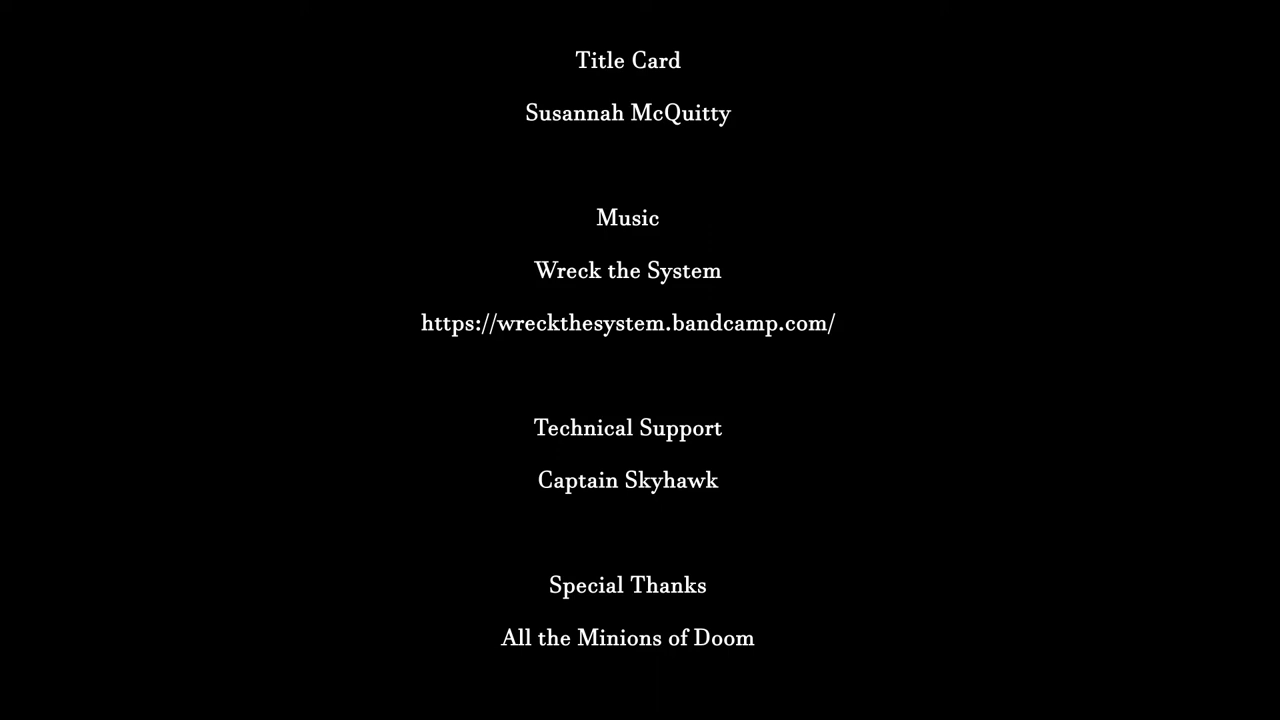 Title Card
Susannah McQuitty
Music
Wreck the System
https://wreckthesystem.bandcamp.com/
Technical Support
Captain Skyhawk
Special Thanks
All the Minions of Doom